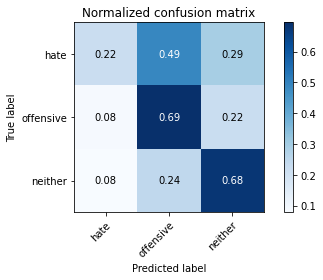 Normalized confusion matrix
True label
hate 0.22 0.49 0.29
offensive 0.08 0.69 0.22
neither 0.08 0.24 0.68
hate offensive neither
Predicted label
0.6
0.5
0.4
0.3
0.2
0.1